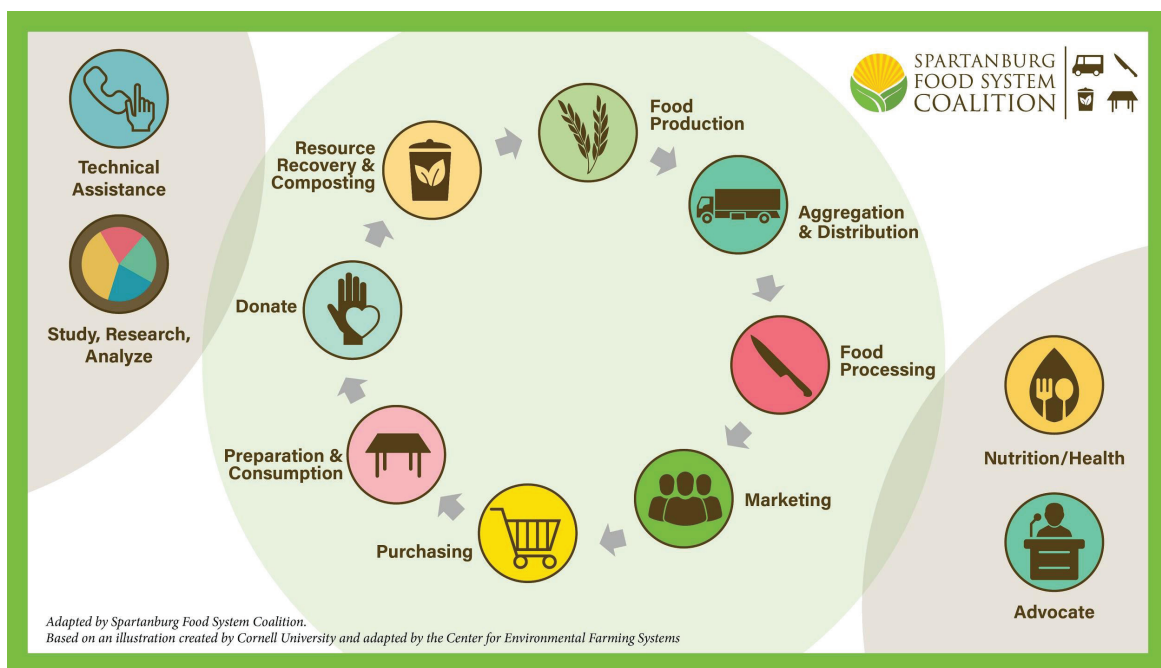 SPARTANBURG
FOOD SYSTEM
COALITION
Technical
Assistance
Study, Research,
Analyze
Food
Production
Aggregation
& Distribution
Food
Processing
Marketing
Purchasing
Preparation &
Consumption
Donate
Resource
Recovery &
Composting
Nutrition/Health
Advocate
Adapted by Spartanburg Food System Coalition.
Based on an illustration created by Cornell University and adapted by the Center for Environmental Farming Systems